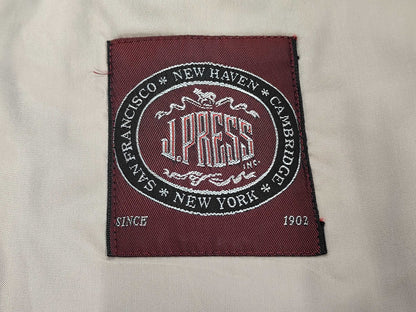 SAN FRANCISCO * NEW HAVEN * CAMBRIDGE * NEW YORK *
J. PRESS
INC.
SINCE 1902